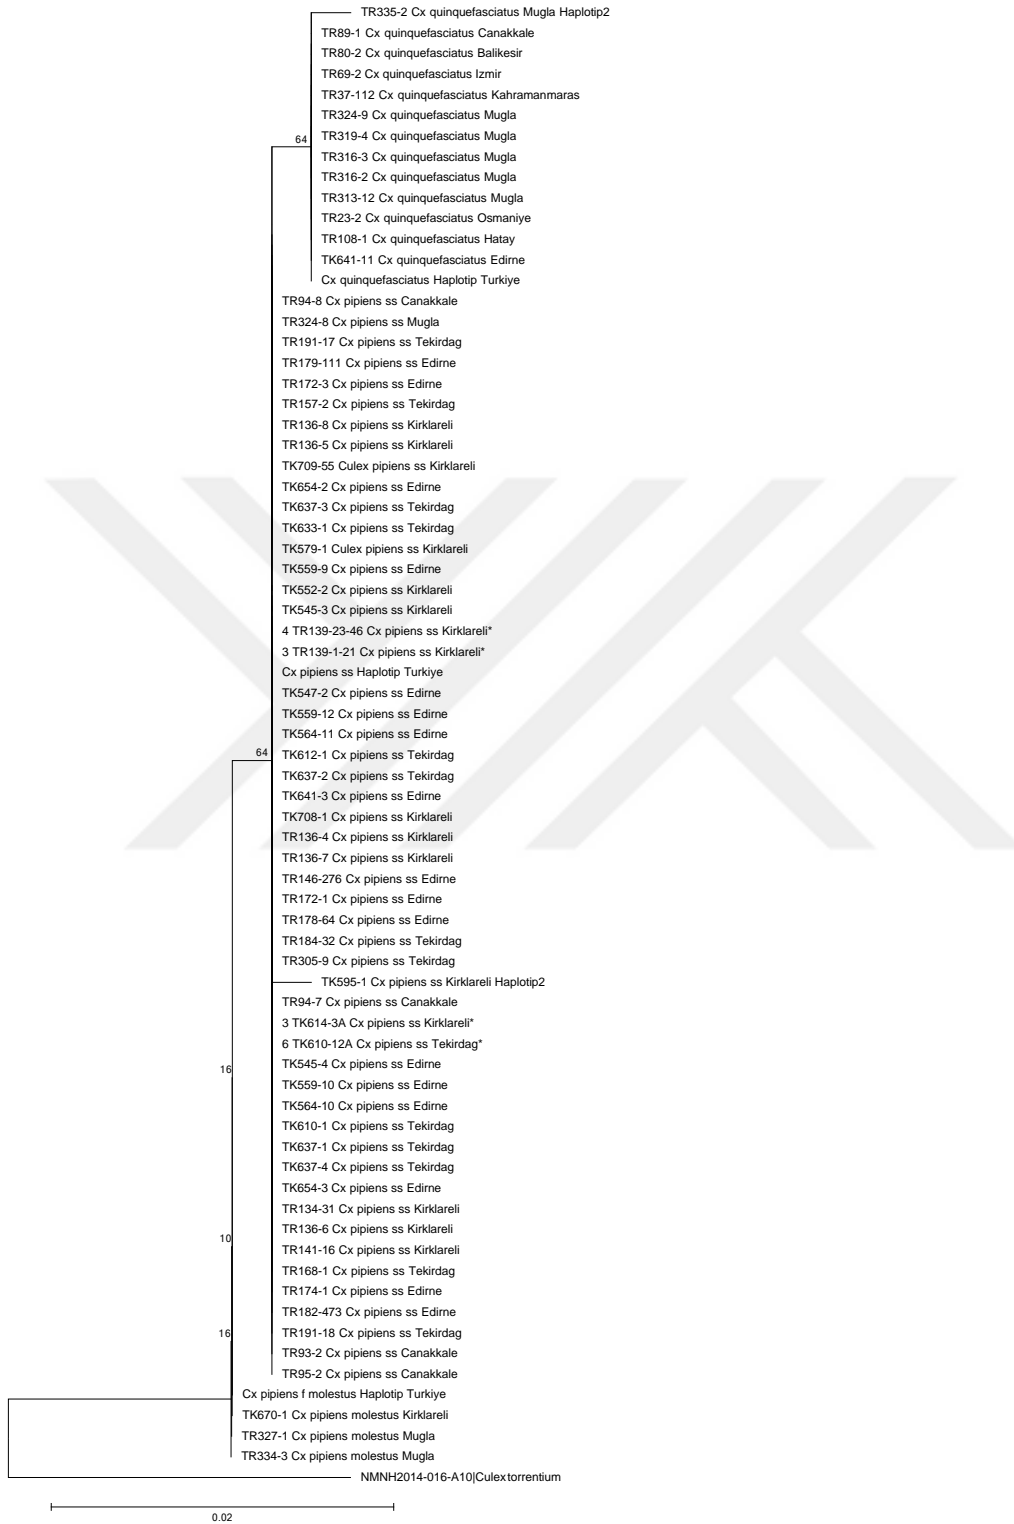 TR335-2 Cx quinquefasciatus Mugla Haplotip2
TR89-1 Cx quinquefasciatus Canakkale
TR80-2 Cx quinquefasciatus Balikesir
TR69-2 Cx quinquefasciatus Izmir
TR37-112 Cx quinquefasciatus Kahramanmaras
TR324-9 Cx quinquefasciatus Mugla
64
TR319-4 Cx quinquefasciatus Mugla
TR316-3 Cx quinquefasciatus Mugla
TR316-2 Cx quinquefasciatus Mugla
TR313-12 Cx quinquefasciatus Mugla
TR23-2 Cx quinquefasciatus Osmaniye
TR108-1 Cx quinquefasciatus Hatay
TK641-11 Cx quinquefasciatus Edirne
Cx quinquefasciatus Haplotip Turkiye
TR94-8 Cx pipiens ss Canakkale
TR324-8 Cx pipiens ss Mugla
TR191-17 Cx pipiens ss Tekirdag
TR179-111 Cx pipiens ss Edirne
TR172-3 Cx pipiens ss Edirne
TR157-2 Cx pipiens ss Tekirdag
TR136-8 Cx pipiens ss Kirklareli
TR136-5 Cx pipiens ss Kirklareli
TK709-55 Culex pipiens ss Kirklareli
TK654-2 Cx pipiens ss Edirne
TK637-3 Cx pipiens ss Tekirdag
TK633-1 Cx pipiens ss Tekirdag
TK579-1 Culex pipiens ss Kirklareli
TK559-9 Cx pipiens ss Edirne
TK552-2 Cx pipiens ss Kirklareli
TK545-3 Cx pipiens ss Kirklareli
4 TR139-23-46 Cx pipiens ss Kirklareli*
3 TR139-1-21 Cx pipiens ss Kirklareli*
Cx pipiens ss Haplotip Turkiye
TK547-2 Cx pipiens ss Edirne
TK559-12 Cx pipiens ss Edirne
TK564-11 Cx pipiens ss Edirne
64
TK612-1 Cx pipiens ss Tekirdag
TK637-2 Cx pipiens ss Tekirdag
TK641-3 Cx pipiens ss Edirne
TK708-1 Cx pipiens ss Kirklareli
TR136-4 Cx pipiens ss Kirklareli
TR136-7 Cx pipiens ss Kirklareli
TR146-276 Cx pipiens ss Edirne
TR172-1 Cx pipiens ss Edirne
TR178-64 Cx pipiens ss Edirne
TR184-32 Cx pipiens ss Tekirdag
TR305-9 Cx pipiens ss Tekirdag
TK595-1 Cx pipiens ss Kirklareli Haplotip2
TR94-7 Cx pipiens ss Canakkale
3 TK614-3A Cx pipiens ss Kirklareli*
6 TK610-12A Cx pipiens ss Tekirdag*
TK545-4 Cx pipiens ss Edirne
16
TK559-10 Cx pipiens ss Edirne
TK564-10 Cx pipiens ss Edirne
TK610-1 Cx pipiens ss Tekirdag
TK637-1 Cx pipiens ss Tekirdag
TK637-4 Cx pipiens ss Tekirdag
TK654-3 Cx pipiens ss Edirne
TR134-31 Cx pipiens ss Kirklareli
TR136-6 Cx pipiens ss Kirklareli
10
TR141-16 Cx pipiens ss Kirklareli
TR168-1 Cx pipiens ss Tekirdag
TR174-1 Cx pipiens ss Edirne
TR182-473 Cx pipiens ss Edirne
16
TR191-18 Cx pipiens ss Tekirdag
TR93-2 Cx pipiens ss Canakkale
TR95-2 Cx pipiens ss Canakkale
Cx pipiens f molestus Haplotip Turkiye
TK670-1 Cx pipiens molestus Kirklareli
TR327-1 Cx pipiens molestus Mugla
TR334-3 Cx pipiens molestus Mugla
NMNH2014-016-A10|Culex torrentium
0.02